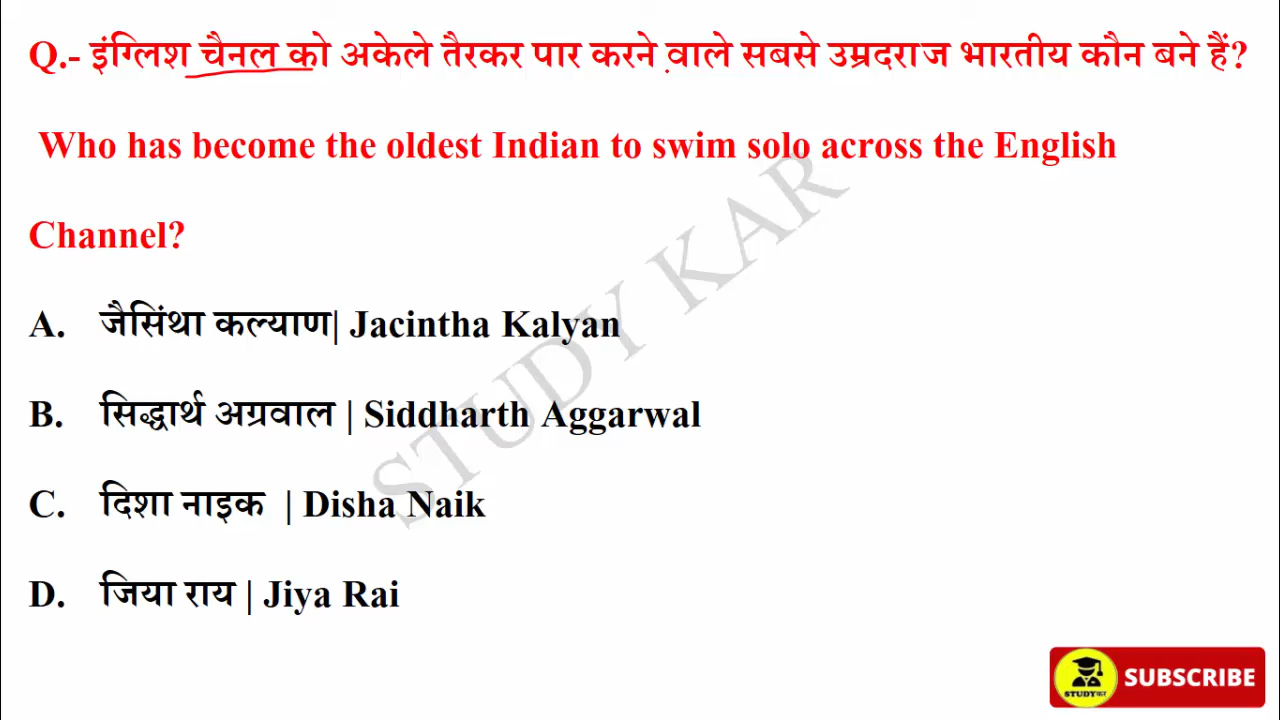 Q.- इंग्लिश चैनल को अकेले तैरकर पार करने वाले सबसे उम्रदराज भारतीय कौन बने हैं?
Who has become the oldest Indian to swim solo across the English
Channel?
A. जैसिंथा कल्याण| Jacintha Kalyan
B. सिद्धार्थ अग्रवाल | Siddharth Aggarwal
C. दिशा नाइक | Disha Naik
D. जिया राय | Jiya Rai
STUDY KAR
STUDYकर
SUBSCRIBE